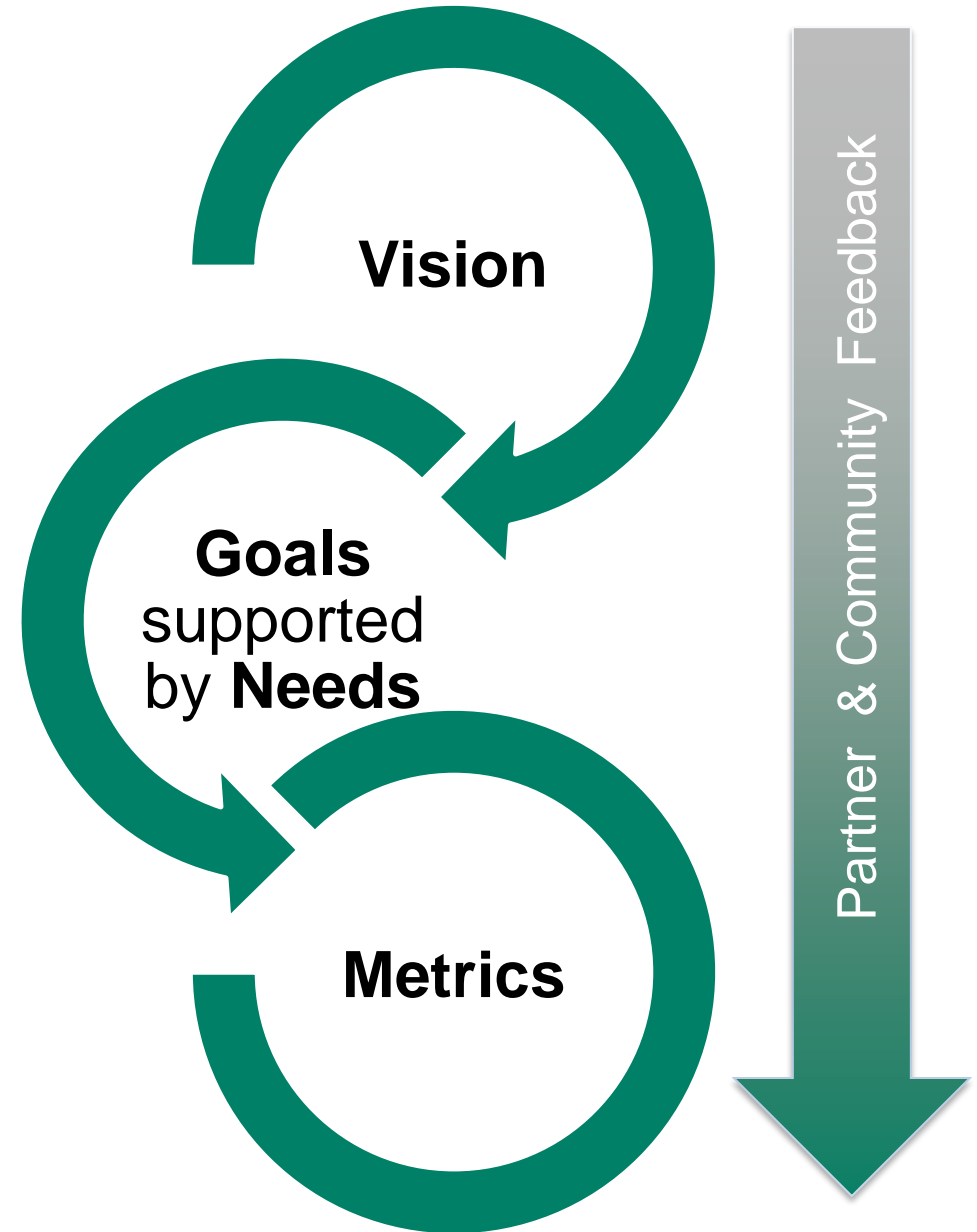 Vision
Goals
supported
by Needs
Metrics
Partner & Community Feedback